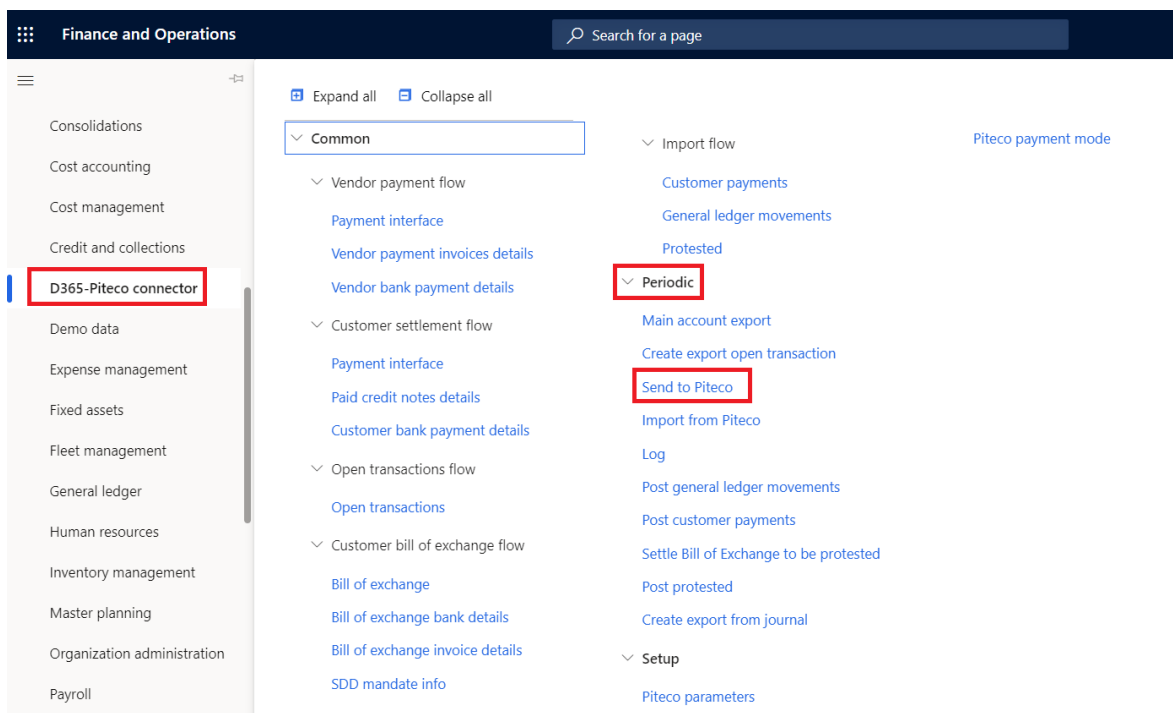 Finance and Operations
Search for a page
Consolidations
Cost accounting
Cost management
Credit and collections
D365-Piteco connector
Demo data
Expense management
Fixed assets
Fleet management
General ledger
Human resources
Inventory management
Master planning
Organization administration
Payroll
Expand all
Collapse all
Common
Vendor payment flow
Payment interface
Vendor payment invoices details
Vendor bank payment details
Customer settlement flow
Payment interface
Paid credit notes details
Customer bank payment details
Open transactions flow
Open transactions
Customer bill of exchange flow
Bill of exchange
Bill of exchange bank details
Bill of exchange invoice details
SDD mandate info
Import flow
Customer payments
General ledger movements
Protested
Periodic
Main account export
Create export open transaction
Send to Piteco
Import from Piteco
Log
Post general ledger movements
Post customer payments
Settle Bill of Exchange to be protested
Post protested
Create export from journal
Setup
Piteco parameters
Piteco payment mode